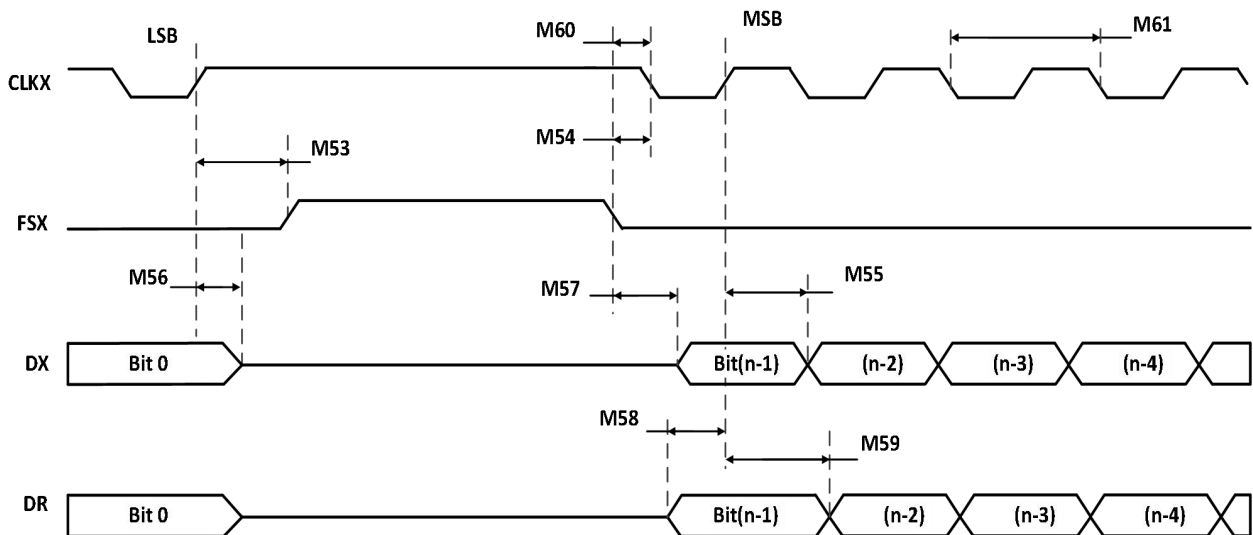 LSB
M60
MSB
M61
CLKX
M54
M53
FSX
M56
M57
M55
DX
Bit 0
Bit(n-1)
(n-2)
(n-3)
(n-4)
M58
M59
DR
Bit 0
Bit(n-1)
(n-2)
(n-3)
(n-4)